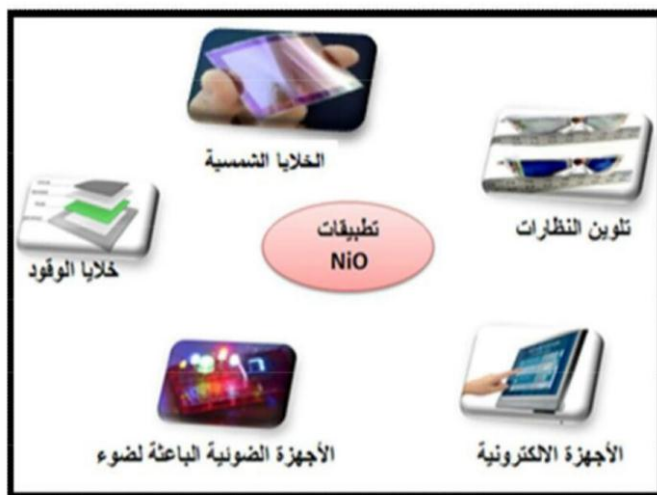 الخلايا الشمسية
تلوين النظارات
تطبيقات
NiO
خلايا الوقود
الأجهزة الالكترونية
الأجهزة الضوئية الباعثة لضوء